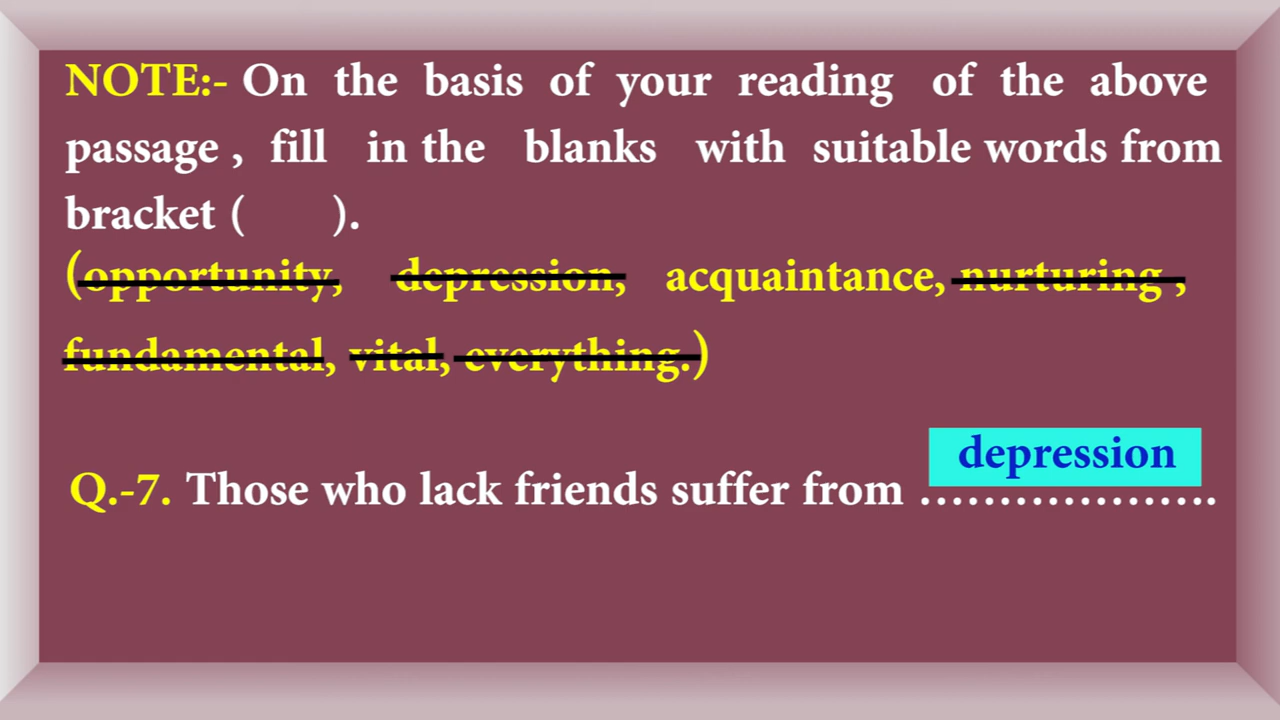 NOTE:- On the basis of your reading of the above
passage , fill in the blanks with suitable words from
bracket ( ).
(opportunity, depression, acquaintance, nurturing ,
fundamental, vital, everything.)
depression
Q.-7. Those who lack friends suffer from ....................